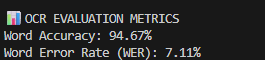 📊 OCR EVALUATION METRICS
Word Accuracy: 94.67%
Word Error Rate (WER): 7.11%